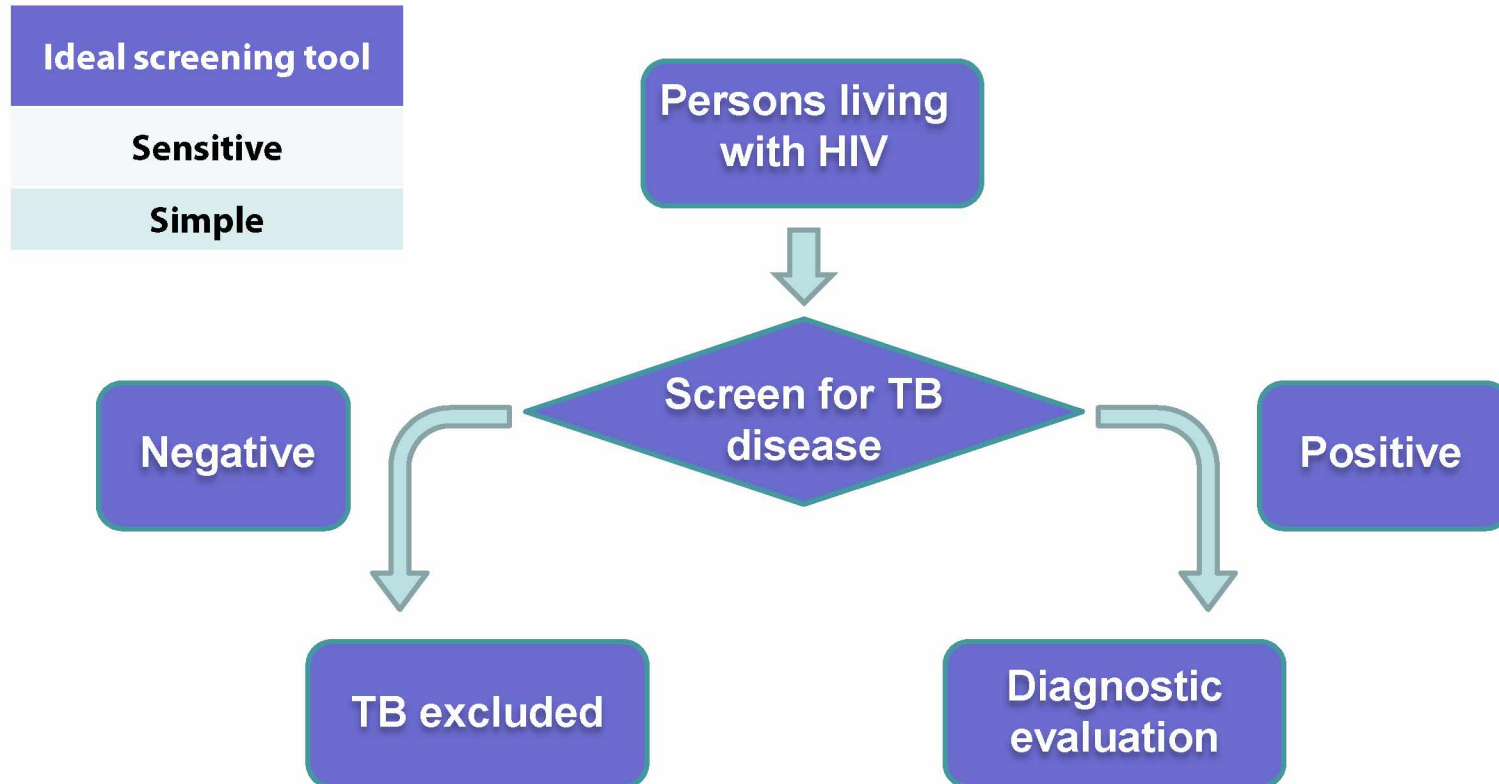 Ideal screening tool
Sensitive
Simple
Persons living
with HIV
Screen for TB
disease
Negative
Positive
TB excluded
Diagnostic
evaluation